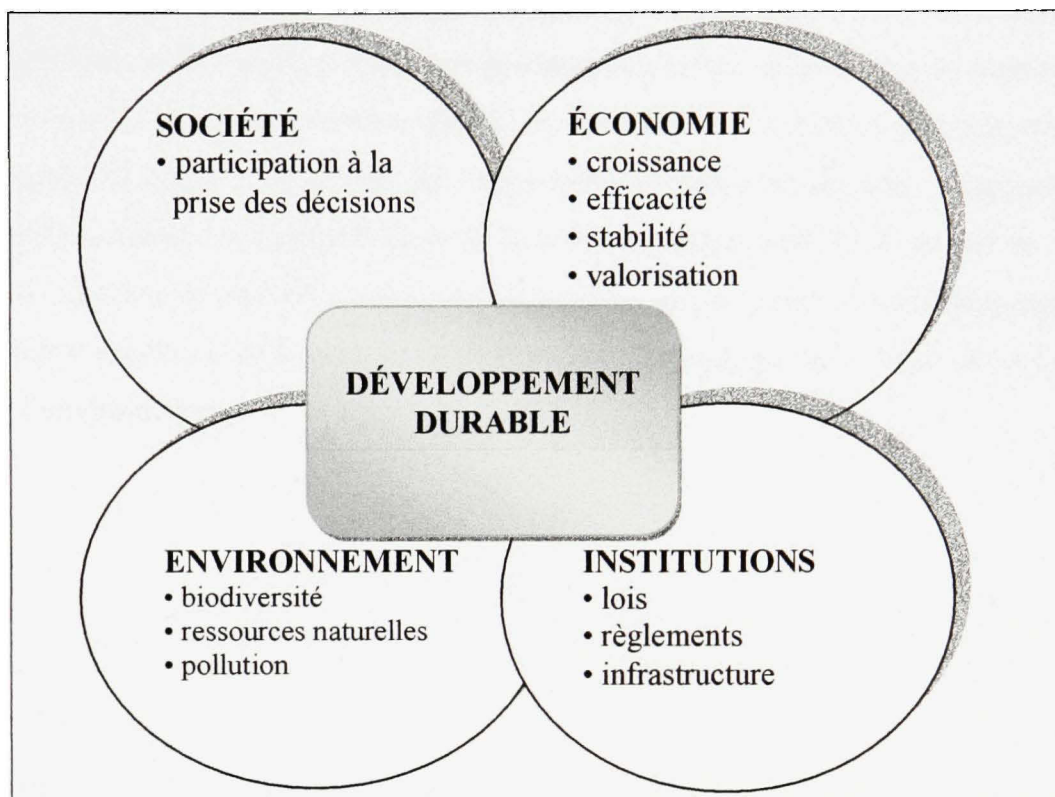 SOCIÉTÉ
• participation à la
prise des décisions
ÉCONOMIE
• croissance
• efficacité
• stabilité
• valorisation
DÉVELOPPEMENT
DURABLE
ENVIRONNEMENT
• biodiversité
• ressources naturelles
• pollution
INSTITUTIONS
• lois
• règlements
• infrastructure